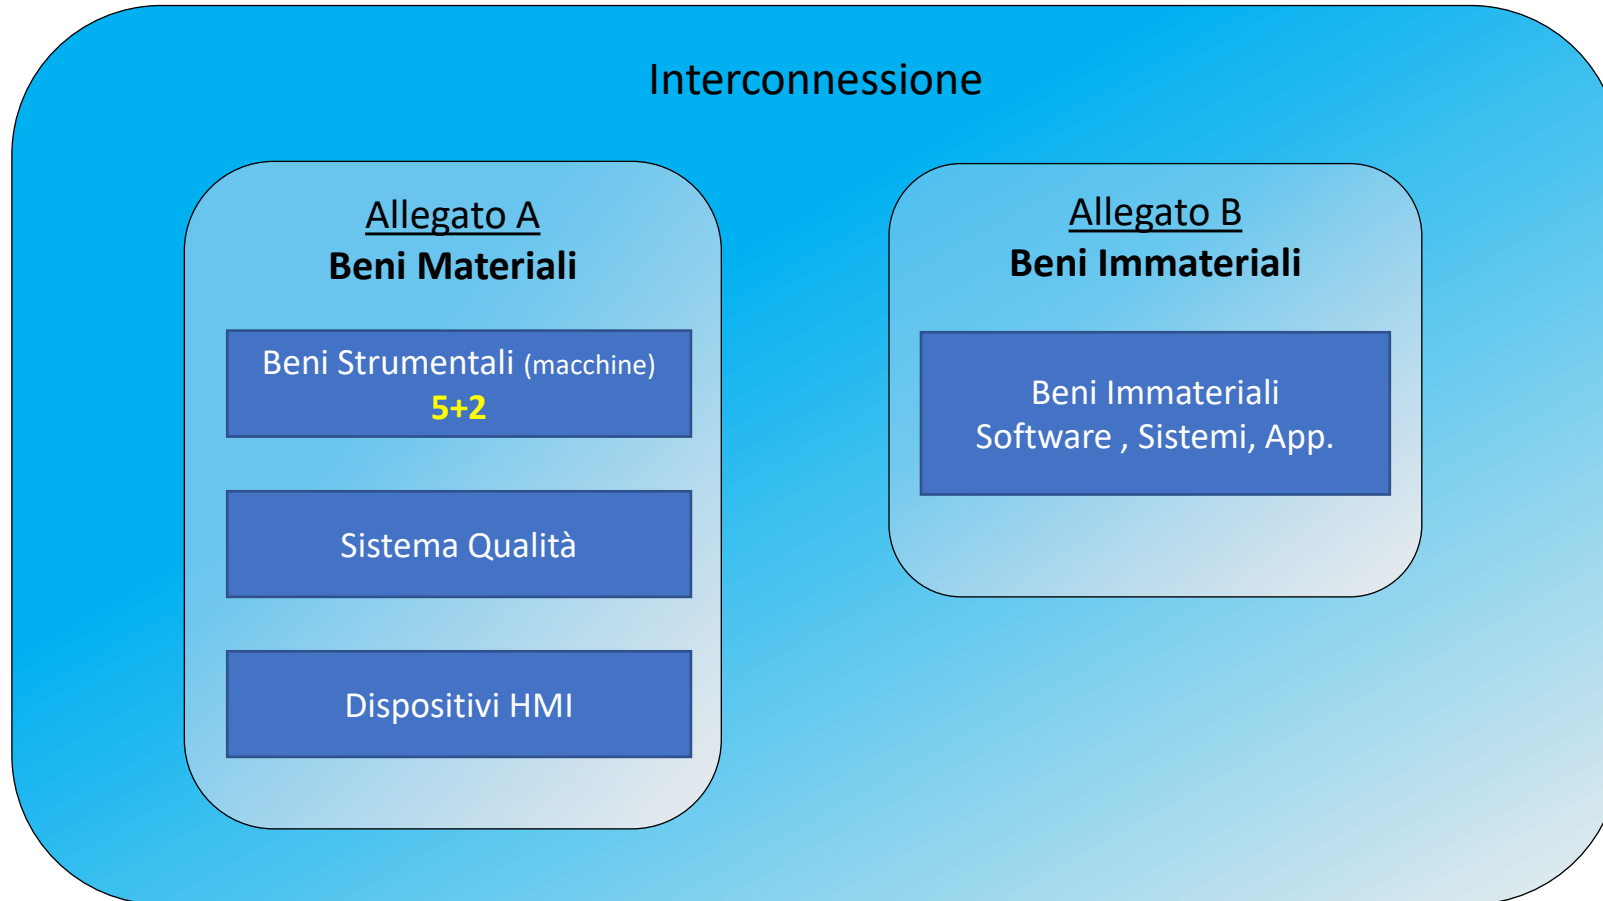 Interconnessione
Allegato A
Beni Materiali
Beni Strumentali (macchine)
5+2
Sistema Qualità
Dispositivi HMI
Allegato B
Beni Immateriali
Beni Immateriali
Software , Sistemi, App.